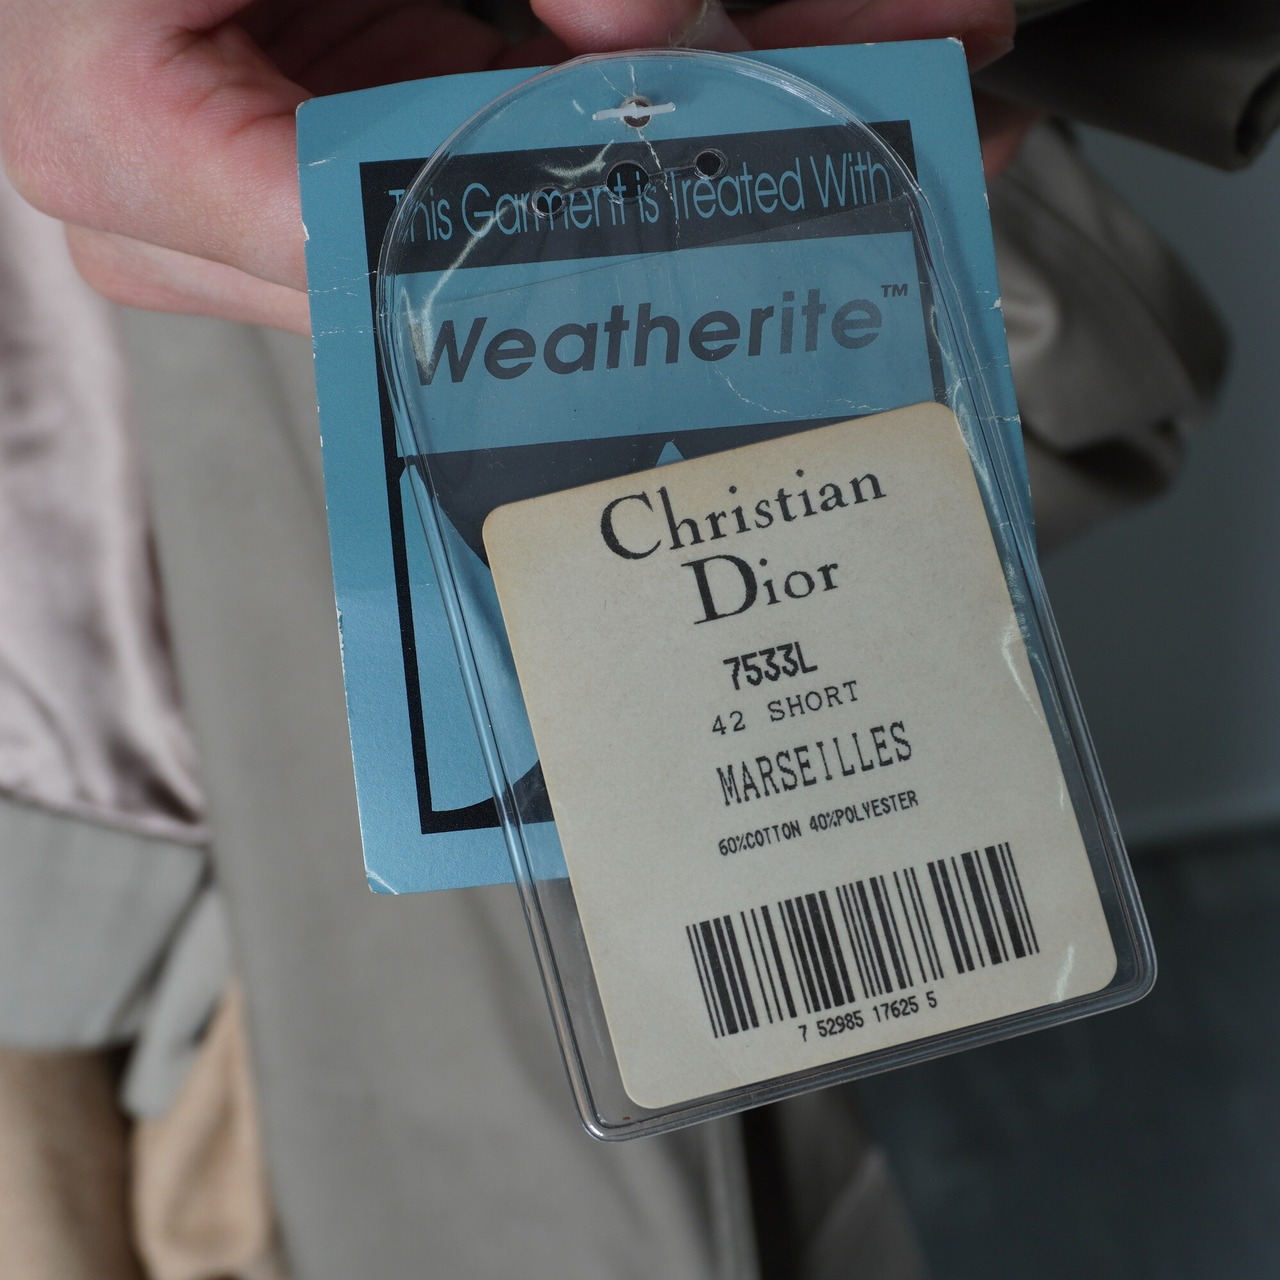 This Garment is Treated With
Weatherite™
Christian
Dior
7533L
42 SHORT
MARSEILLES
60%COTTON 40%POLYESTER
7 52985 17625 5